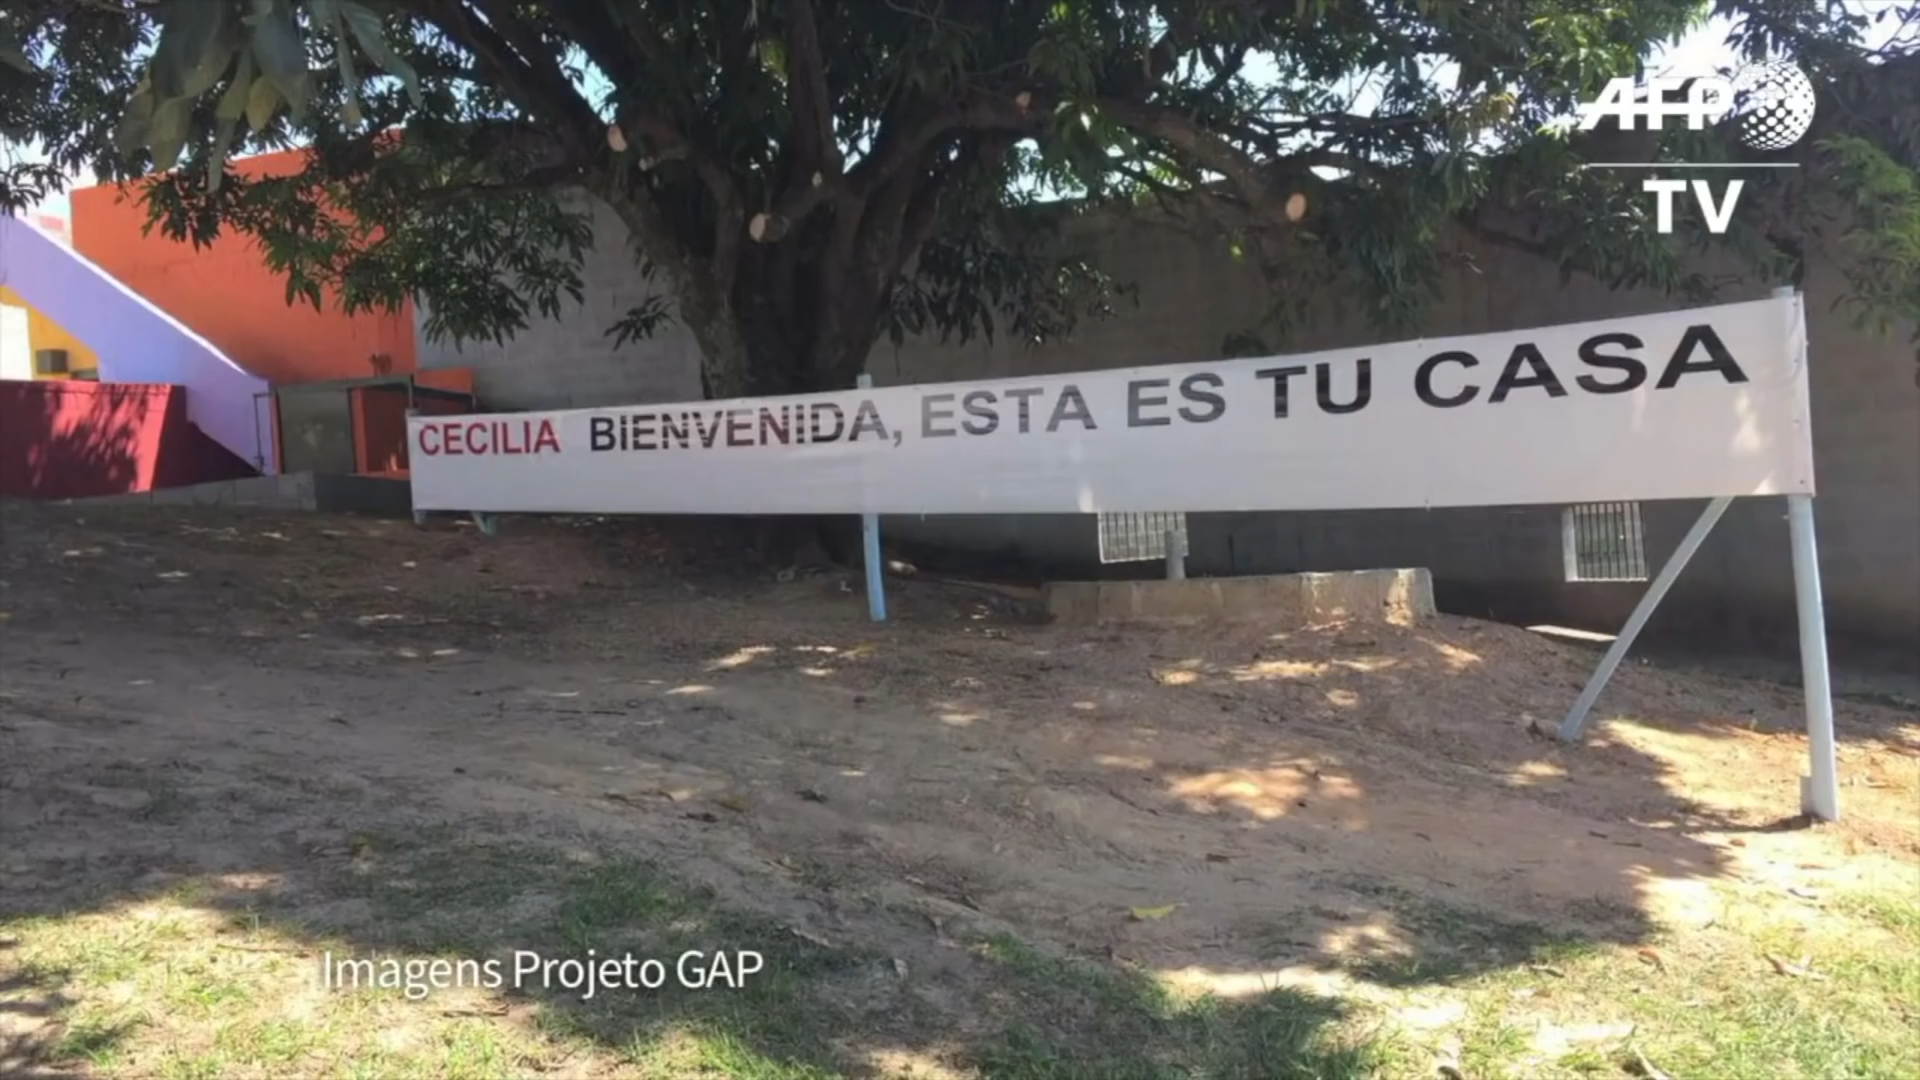 AFP
TV
CECILIA BIENVENIDA, ESTA ES TU CASA
Imagens Projeto GAP